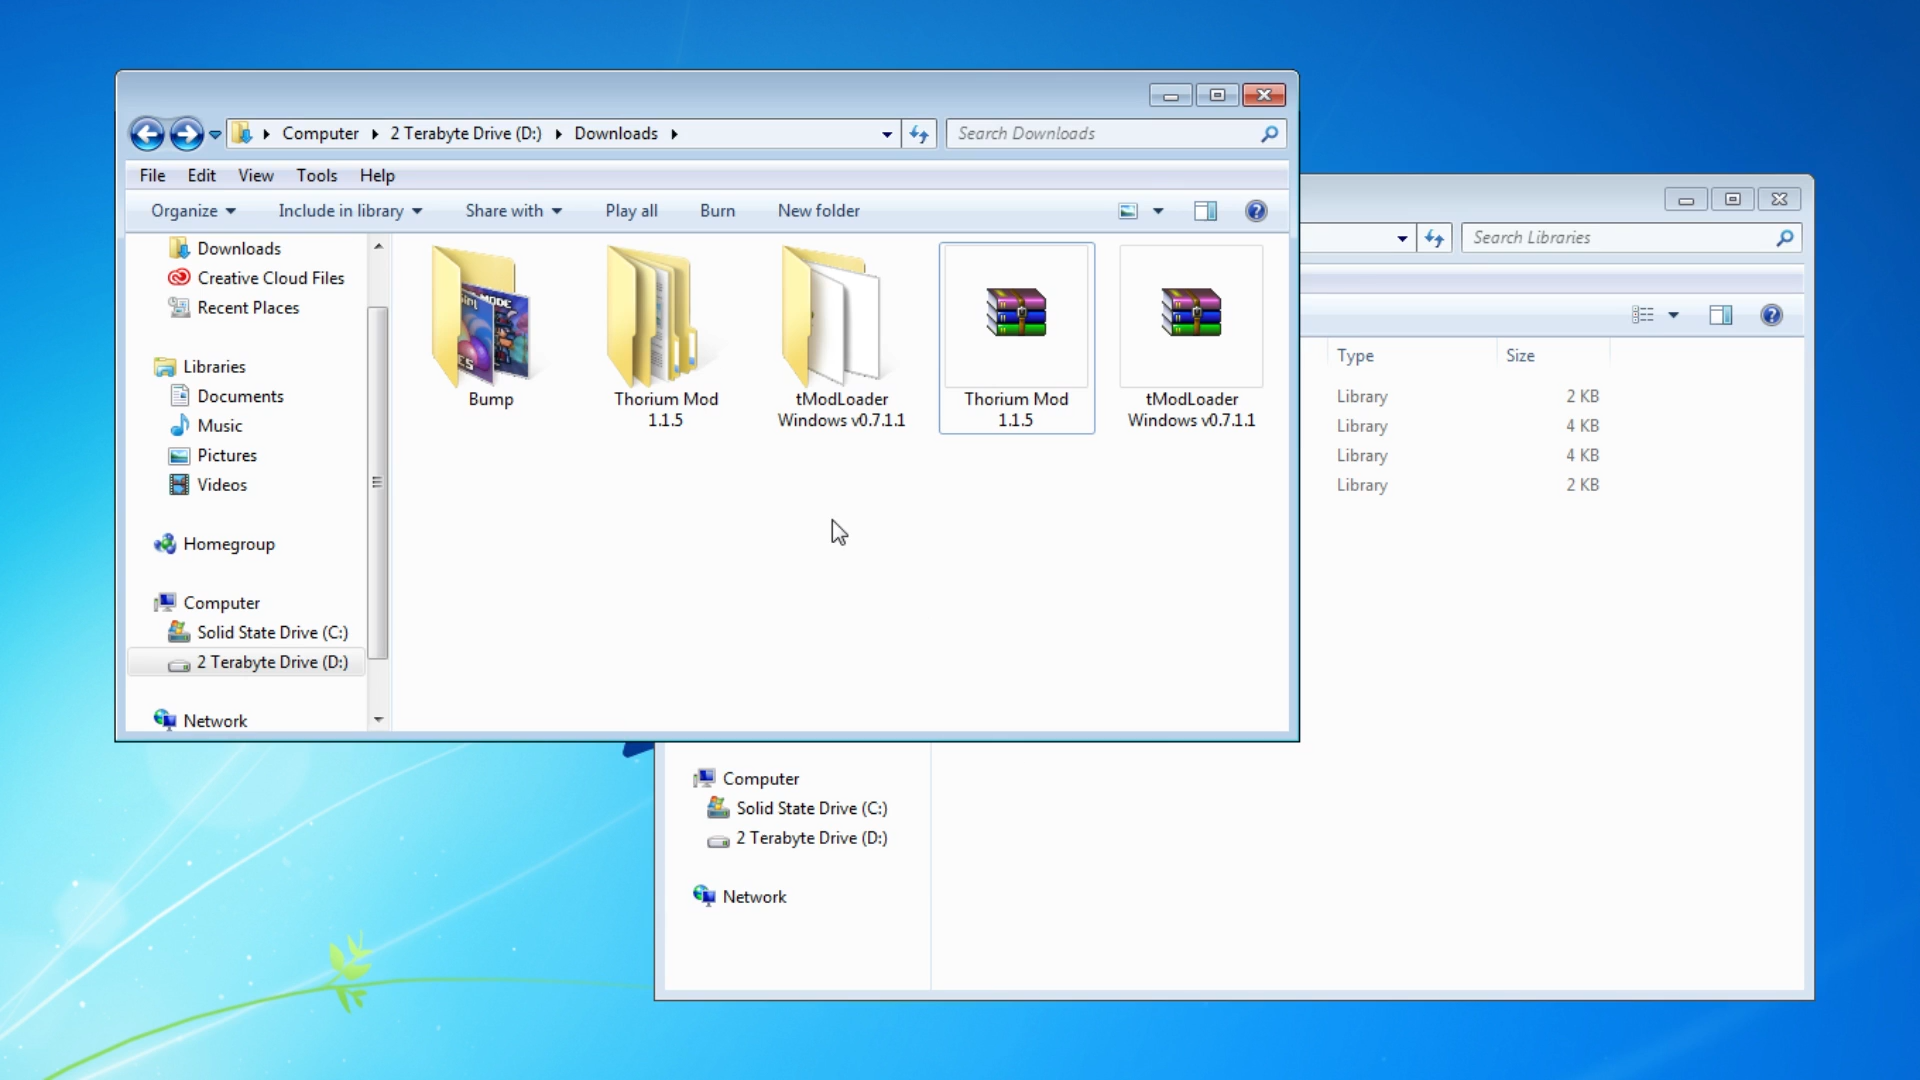 Computer 2 Terabyte Drive (D:) Downloads
Search Downloads
File Edit View Tools Help
Organize Include in library Share with Play all Burn New folder
Downloads
Creative Cloud Files
Recent Places
Libraries
Documents
Music
Pictures
Videos
Homegroup
Computer
Solid State Drive (C:)
2 Terabyte Drive (D:)
Network
Bump
Thorium Mod
1.1.5
tModLoader
Windows v0.7.1.1
Thorium Mod
1.1.5
tModLoader
Windows v0.7.1.1
Search Libraries
Type Size
Library 2 KB
Library 4 KB
Library 4 KB
Library 2 KB
Computer
Solid State Drive (C:)
2 Terabyte Drive (D:)
Network